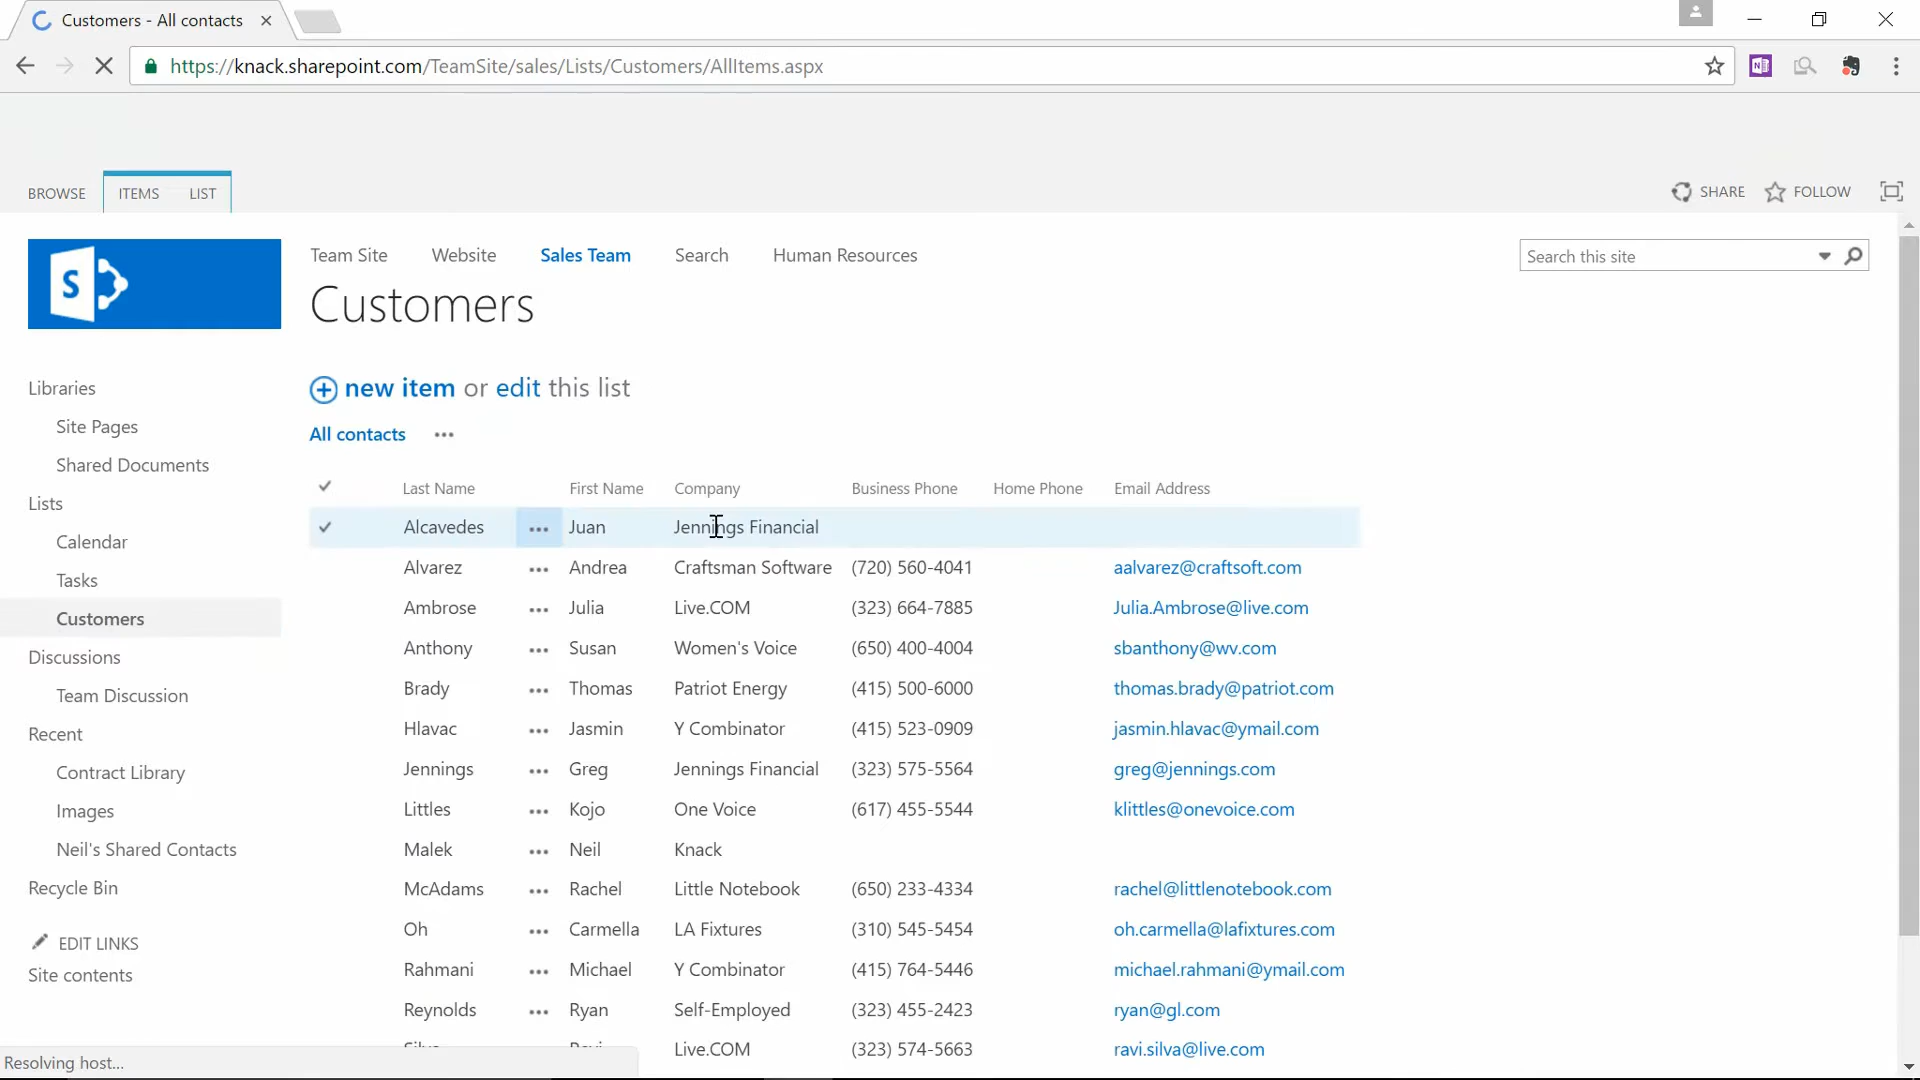 Customers - All contacts
https://knack.sharepoint.com/TeamSite/sales/Lists/Customers/AllItems.aspx
BROWSE ITEMS LIST SHARE FOLLOW
S
Team Site Website Sales Team Search Human Resources
Search this site
Customers
new item or edit this list
All contacts ...
Libraries
Site Pages
Shared Documents
Lists
Calendar
Tasks
Customers
Discussions
Team Discussion
Recent
Contract Library
Images
Neil's Shared Contacts
Recycle Bin
EDIT LINKS
Site contents
Last Name First Name Company Business Phone Home Phone Email Address
Alcavedes ... Juan Jennings Financial
Alvarez ... Andrea Craftsman Software (720) 560-4041 aalvarez@craftsoft.com
Ambrose ... Julia Live.COM (323) 664-7885 Julia.Ambrose@live.com
Anthony ... Susan Women's Voice (650) 400-4004 sbanthony@wv.com
Brady ... Thomas Patriot Energy (415) 500-6000 thomas.brady@patriot.com
Hlavac ... Jasmin Y Combinator (415) 523-0909 jasmin.hlavac@ymail.com
Jennings ... Greg Jennings Financial (323) 575-5564 greg@jennings.com
Littles ... Kojo One Voice (617) 455-5544 klittles@onevoice.com
Malek ... Neil Knack
McAdams ... Rachel Little Notebook (650) 233-4334 rachel@littlenotebook.com
Oh ... Carmella LA Fixtures (310) 545-5454 oh.carmella@lafixtures.com
Rahmani ... Michael Y Combinator (415) 764-5446 michael.rahmani@ymail.com
Reynolds ... Ryan Self-Employed (323) 455-2423 ryan@gl.com
Live.COM (323) 574-5663 ravi.silva@live.com
Resolving host...